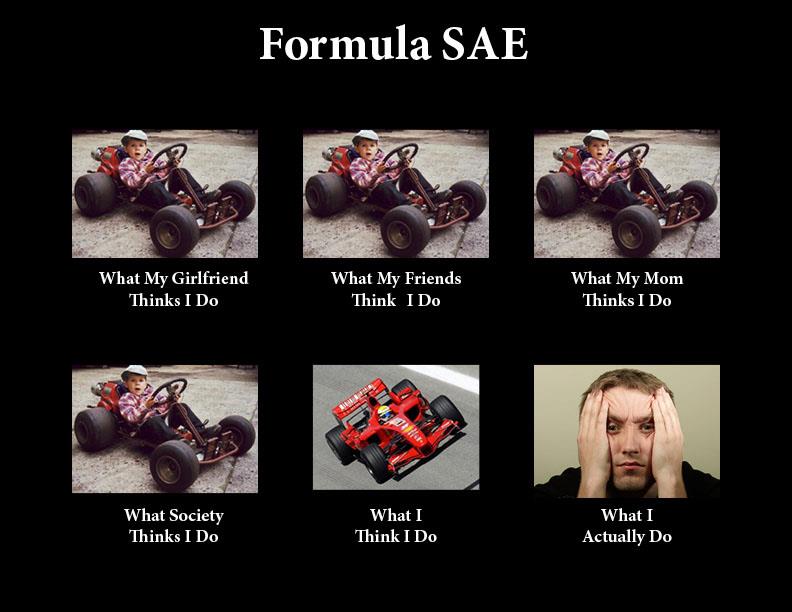 Formula SAE
What My Girlfriend
Thinks I Do
What My Friends
Think I Do
What My Mom
Thinks I Do
What Society
Thinks I Do
What I
Think I Do
What I
Actually Do